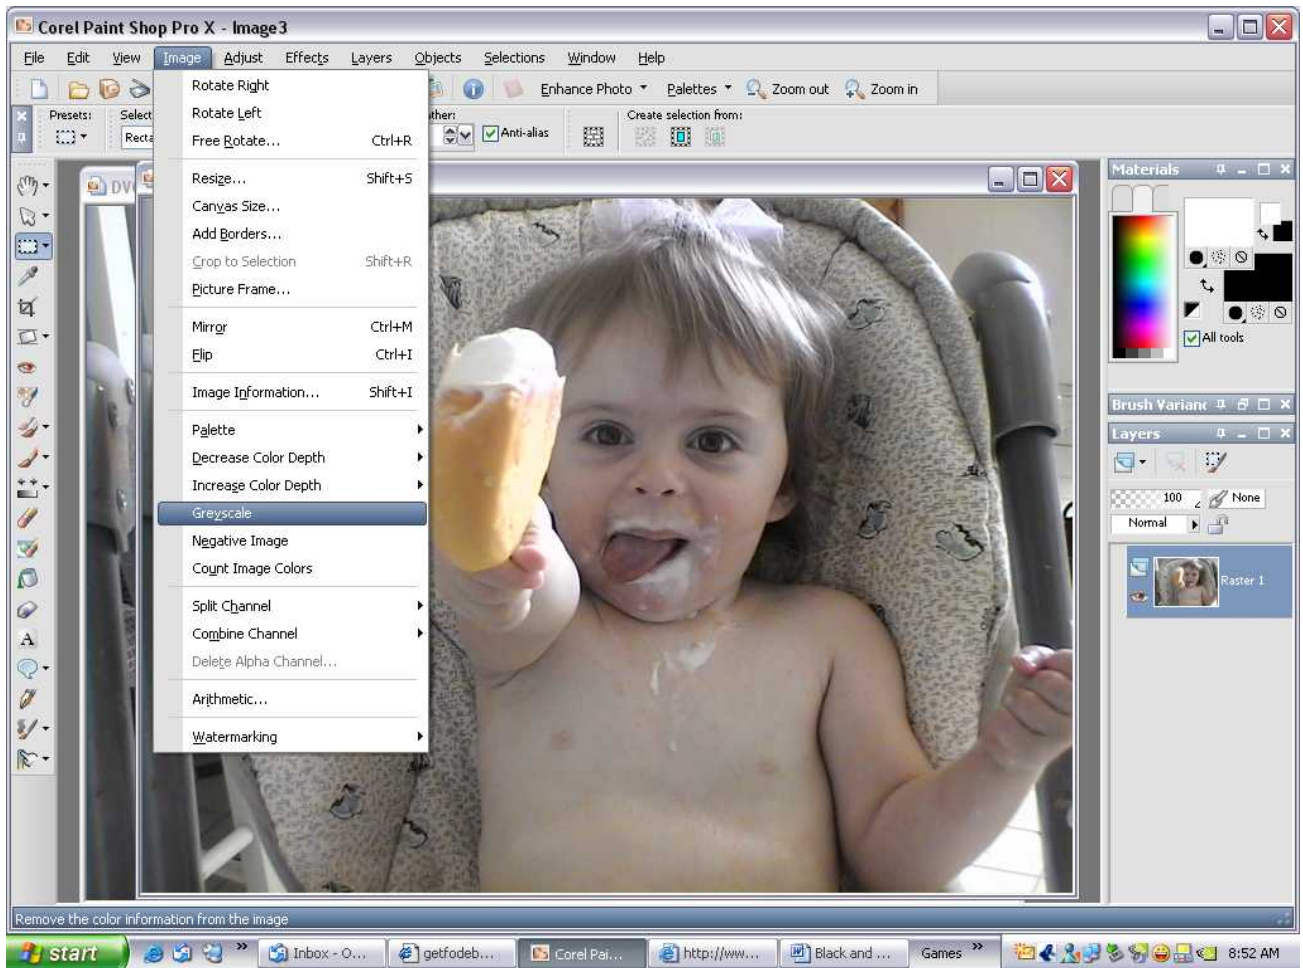 Corel Paint Shop Pro X - Image3
File Edit View Image Adjust Effects Layers Objects Selections Window Help
Enhance Photo Palettes Zoom out Zoom in
Presets: Create selection from:
Anti-alias
Rotate Right
Rotate Left
Free Rotate... Ctrl+R
Resize... Shift+S
Canvas Size...
Add Borders...
Crop to Selection Shift+R
Picture Frame...
Mirror Ctrl+M
Flip Ctrl+I
Image Information... Shift+I
Palette
Decrease Color Depth
Increase Color Depth
Greyscale
Negative Image
Count Image Colors
Split Channel
Combine Channel
Delete Alpha Channel...
Arithmetic...
Watermarking
Materials
All tools
Brush Varianc
Layers
100 None
Normal
Raster 1
Remove the color information from the image
start Inbox - O... getfodeb... Corel Pai... http://ww... Black and ... Games 8:52 AM